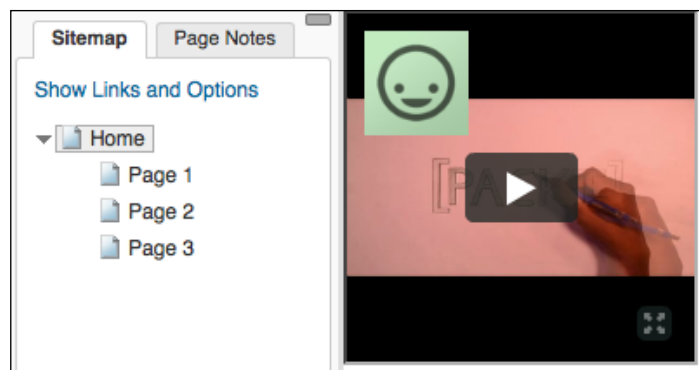 Sitemap
Page Notes
Show Links and Options
Home
Page 1
Page 2
Page 3